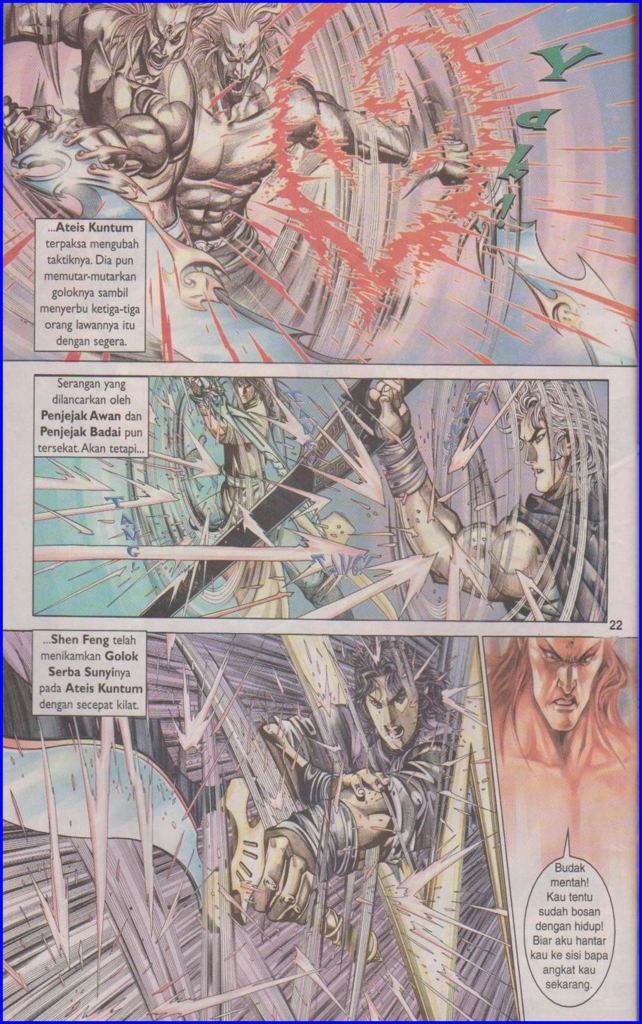 Yaki!
...Ateis Kuntum
terpaksa mengubah
taktiknya. Dia pun
memutar-mutarkan
goloknya sambil
menyerbu ketiga-tiga
orang lawannya itu
dengan segera.
Serangan yang
dilancarkan oleh
Penjejak Awan dan
Penjejak Badai pun
tersekat. Akan tetapi...
TANG!
TANG!
TANG!
TANG!
22
...Shen Feng telah
menikamkan Golok
Serba Sunyinya
pada Ateis Kuntum
dengan secepat kilat.
Budak
mentah!
Kau tentu
sudah bosan
dengan hidup!
Biar aku hantar
kau ke sisi bapa
angkat kau
sekarang.